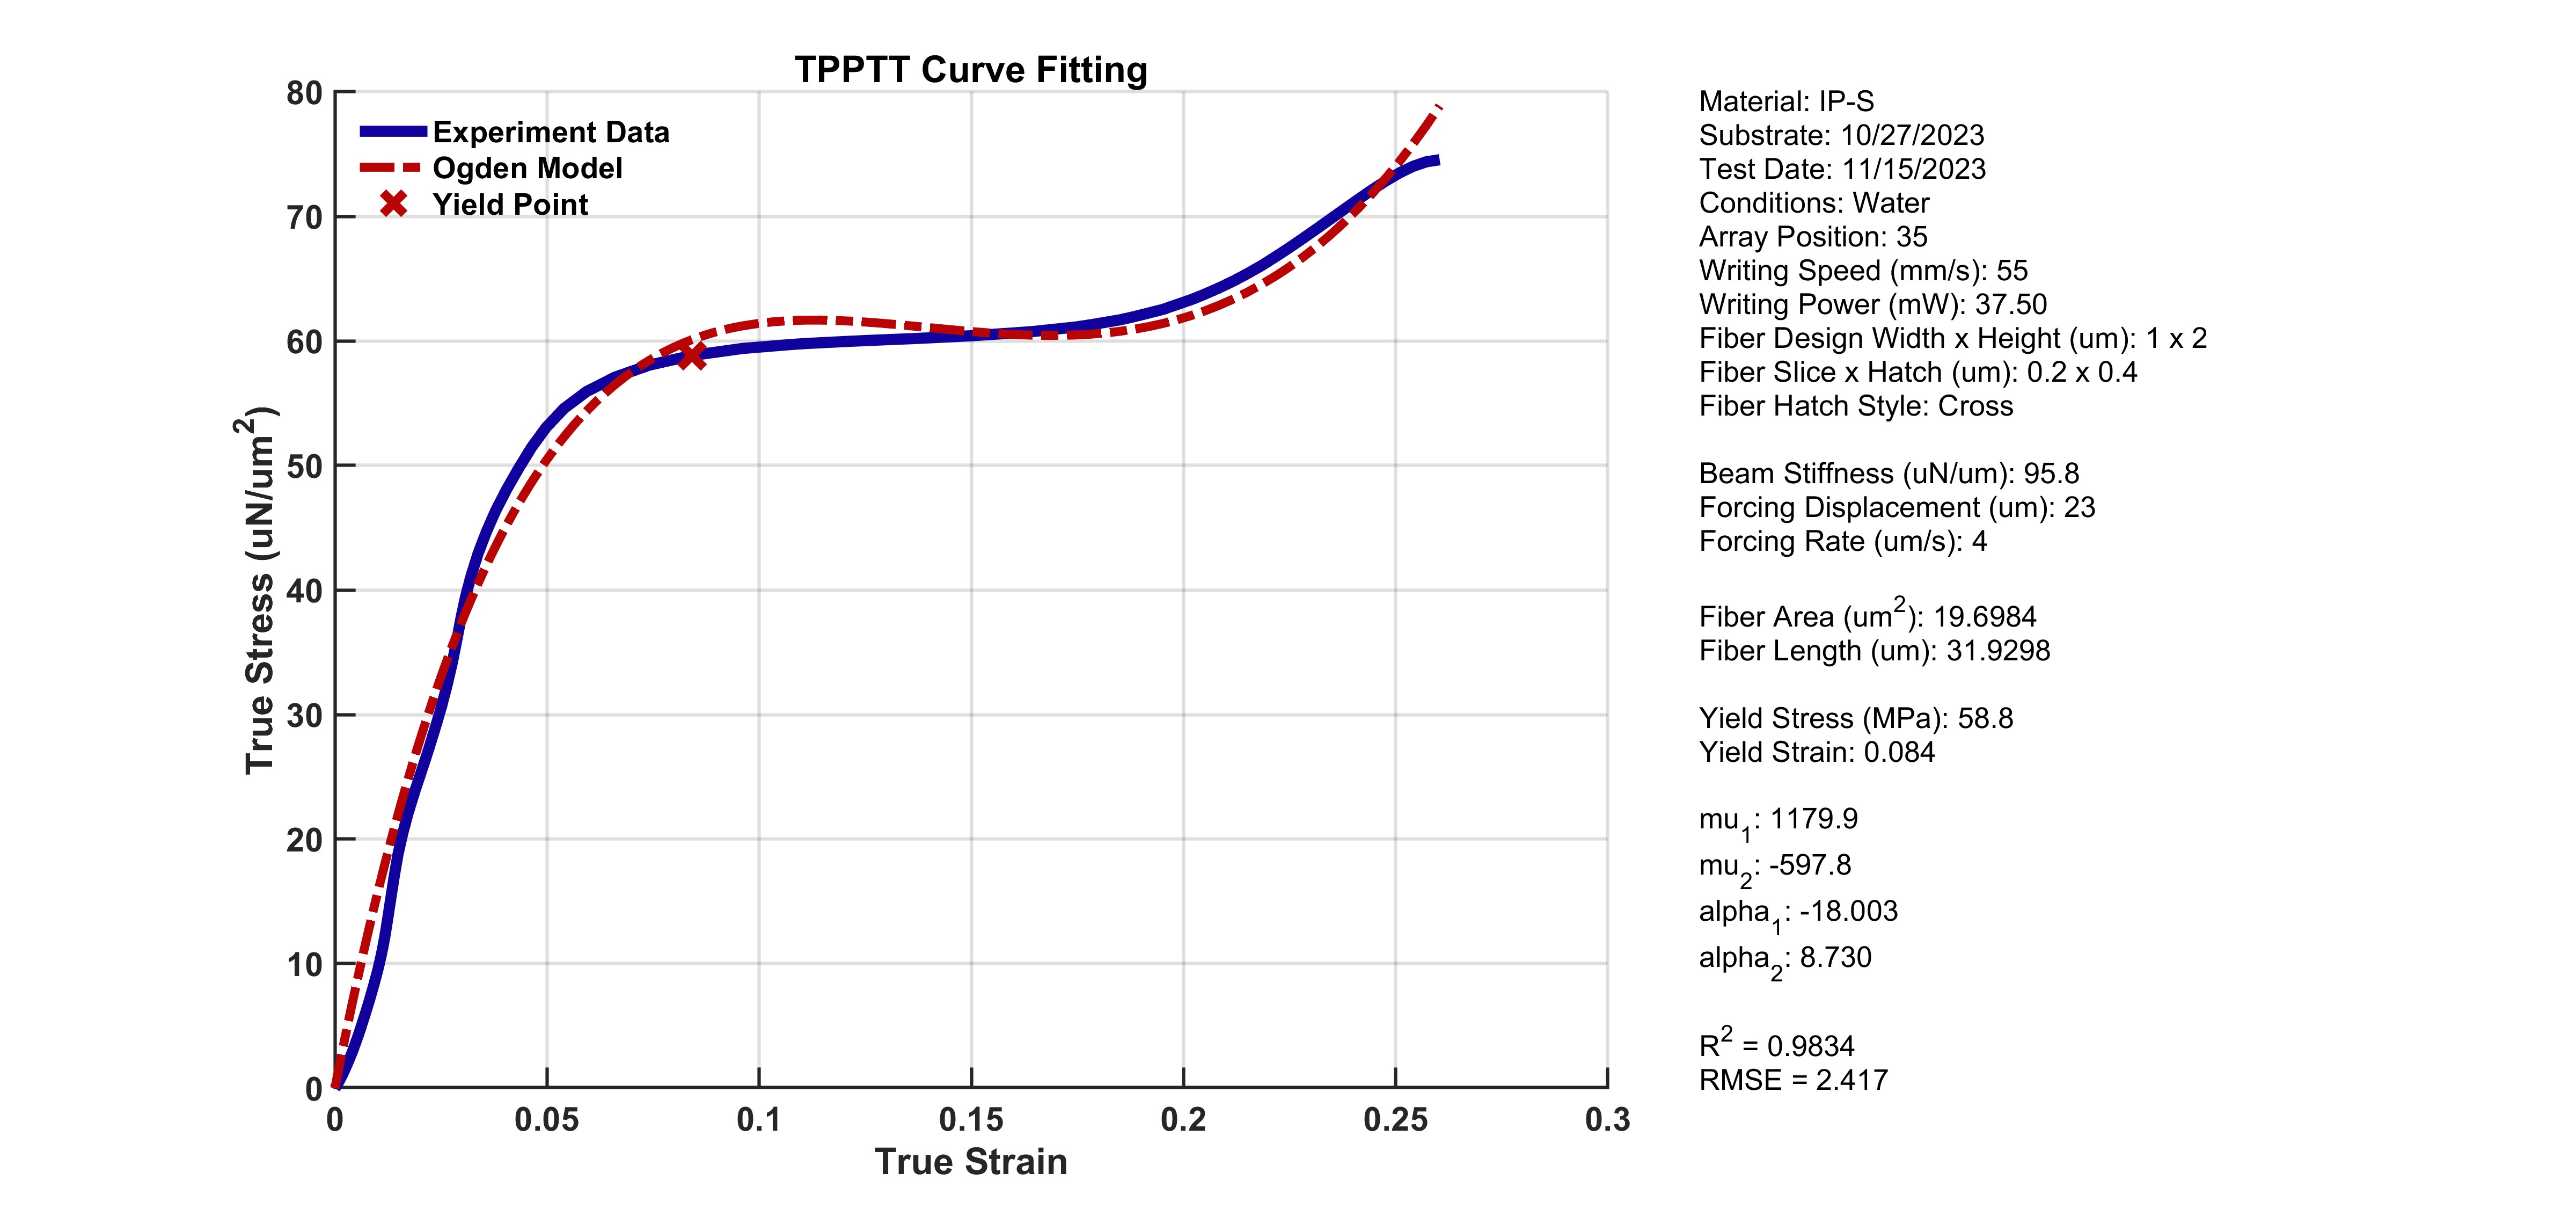 TPPTT Curve Fitting
80
70
60
50
40
30
20
10
0
True Stress (uN/um²)
Experiment Data
Ogden Model
Yield Point
0 0.05 0.1 0.15 0.2 0.25 0.3
True Strain
Material: IP-S
Substrate: 10/27/2023
Test Date: 11/15/2023
Conditions: Water
Array Position: 35
Writing Speed (mm/s): 55
Writing Power (mW): 37.50
Fiber Design Width x Height (um): 1 x 2
Fiber Slice x Hatch (um): 0.2 x 0.4
Fiber Hatch Style: Cross
Beam Stiffness (uN/um): 95.8
Forcing Displacement (um): 23
Forcing Rate (um/s): 4
Fiber Area (um²): 19.6984
Fiber Length (um): 31.9298
Yield Stress (MPa): 58.8
Yield Strain: 0.084
mu₁: 1179.9
mu₂: -597.8
alpha₁: -18.003
alpha₂: 8.730
R² = 0.9834
RMSE = 2.417